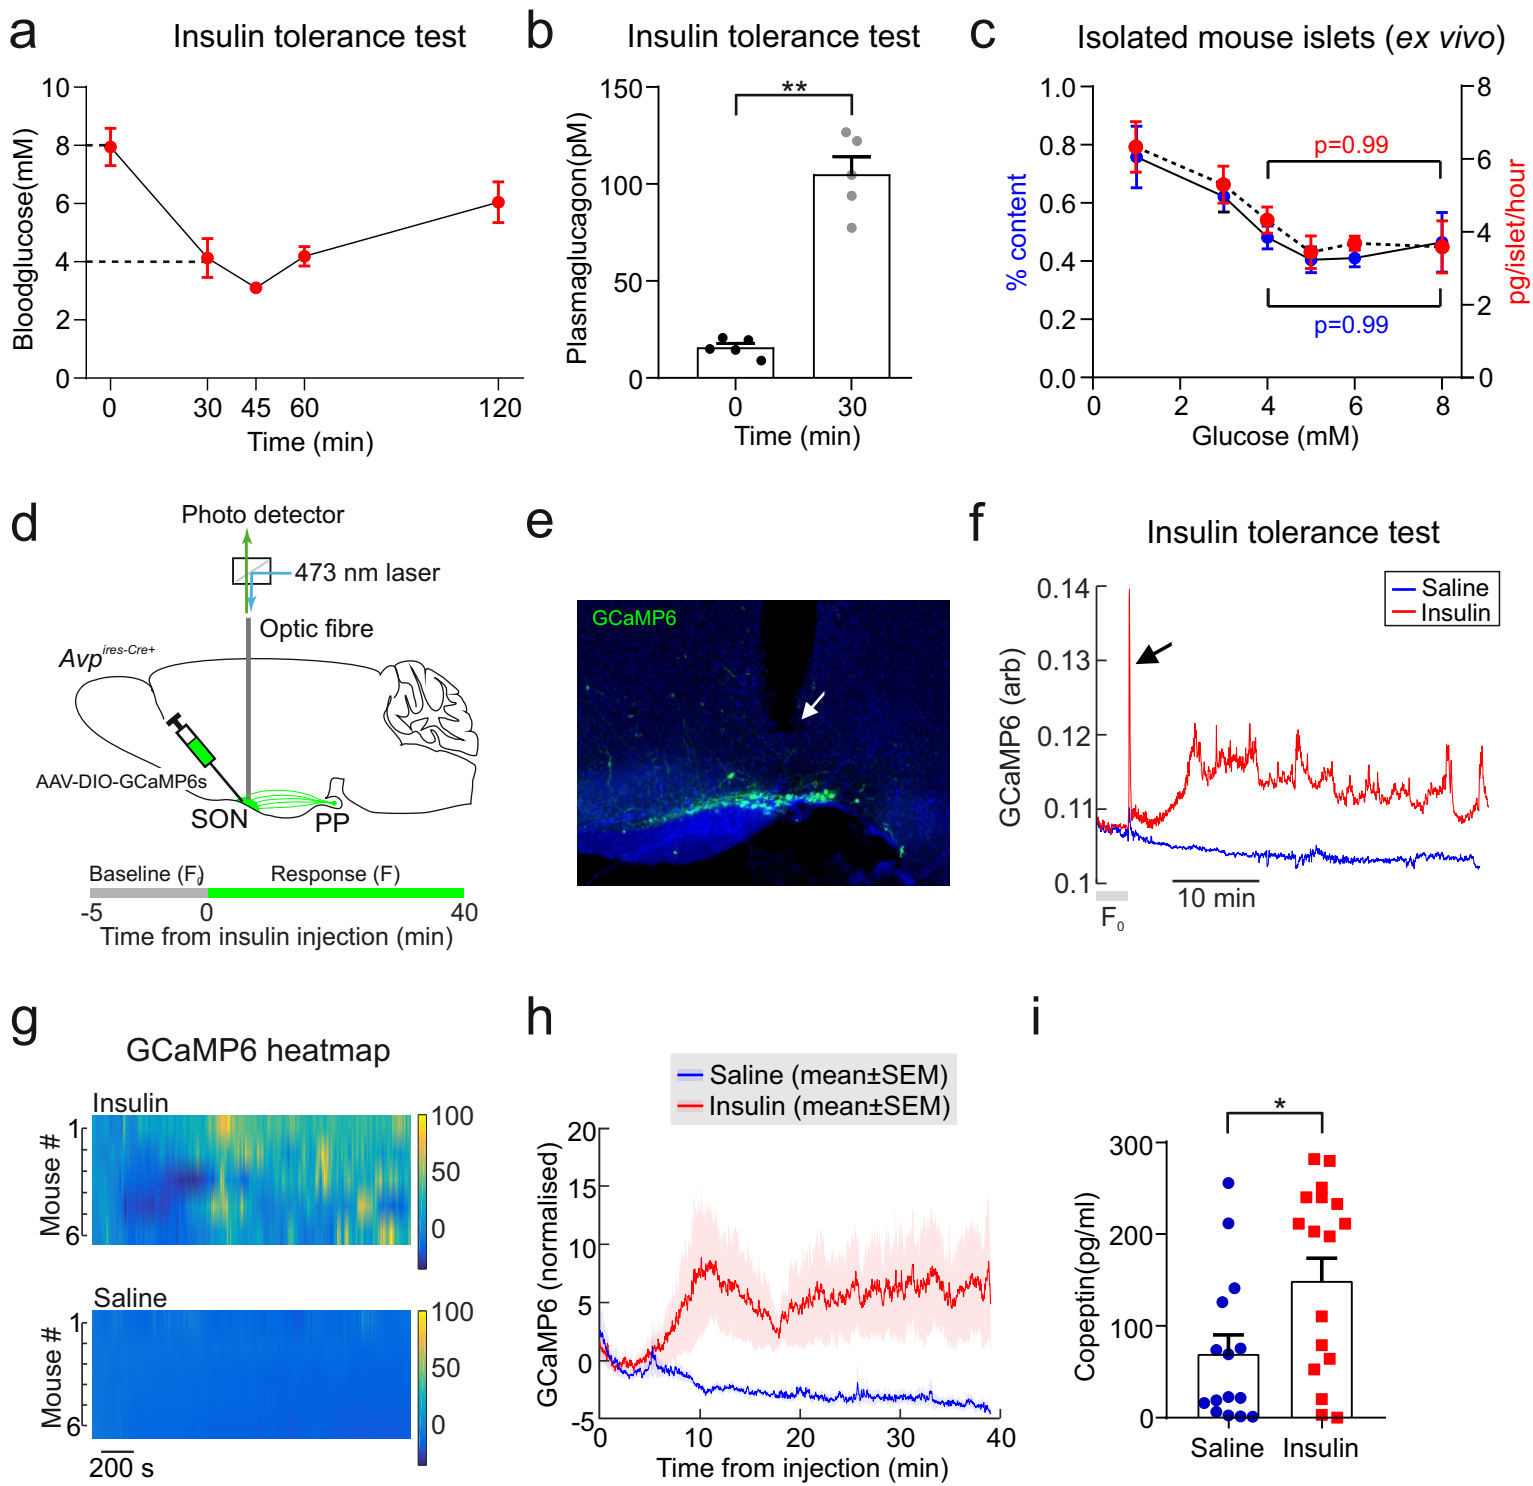 a
Insulin tolerance test
10
8
6
4
2
0
Bloodglucose(mM)
0 30 45 60 120
Time (min)
b
Insulin tolerance test
150
100
50
0
Plasmaglucagon(pM)
**
0 30
Time (min)
c
Isolated mouse islets (ex vivo)
1.0
0.8
0.6
0.4
0.2
0.0
% content
p=0.99
p=0.99
8
6
4
2
0
pg/islet/hour
0 2 4 6 8
Glucose (mM)
d
Photo detector
473 nm laser
Optic fibre
Avp ires-Cre+
AAV-DIO-GCaMP6s
SON
PP
Baseline (F0)
Response (F)
-5 0 40
Time from insulin injection (min)
e
GCaMP6
f
Insulin tolerance test
Saline
Insulin
0.14
0.13
0.12
0.11
0.1
GCaMP6 (arb)
10 min
F0
g
GCaMP6 heatmap
Insulin
1
6
Mouse #
100
50
0
Saline
1
6
Mouse #
100
50
0
200 s
h
Saline (mean±SEM)
Insulin (mean±SEM)
20
15
10
5
0
-5
GCaMP6 (normalised)
0 10 20 30 40
Time from injection (min)
i
*
300
200
100
0
Copeptin(pg/ml)
Saline Insulin